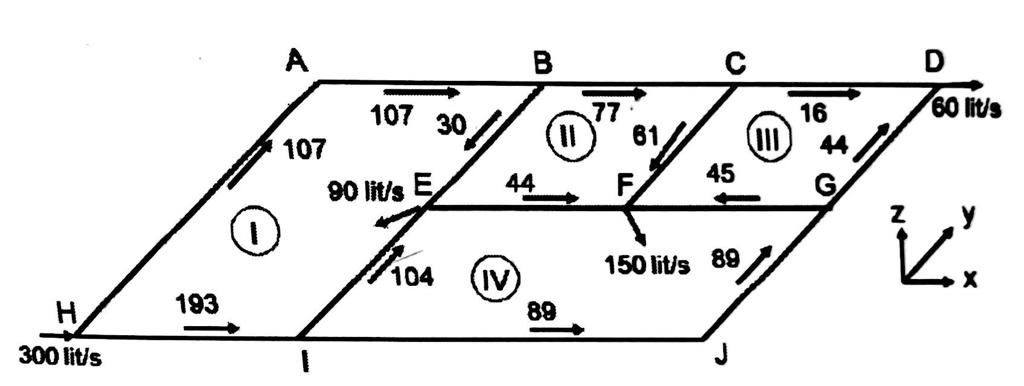 A
B
C
D
107
30
77
16
60 lit/s
107
II
61
III
44
90 lit/s
E
44
F
45
G
I
104
IV
150 lit/s
89
z
y
x
H
193
89
300 lit/s
I
J